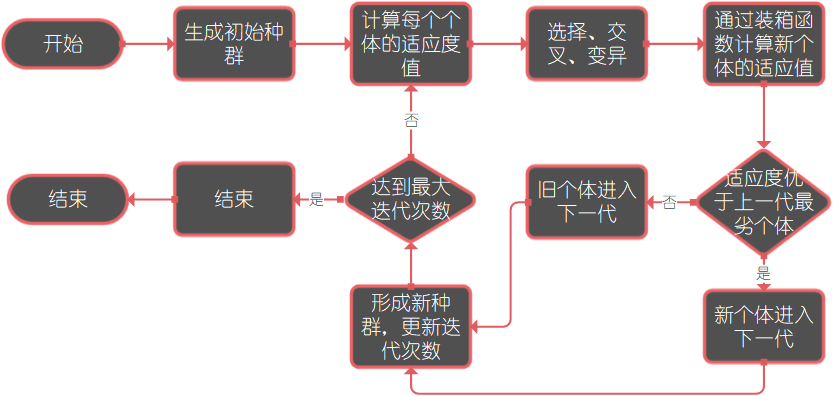 开始
生成初始种
群
计算每个个
体的适应度
值
选择、交
叉、变异
通过装箱函
数计算新个
体的适应值
否
结束
结束
是
达到最大
迭代次数
旧个体进入
下一代
否
适应度优
于上一代最
劣个体
是
形成新种
群，更新迭
代次数
新个体进入
下一代